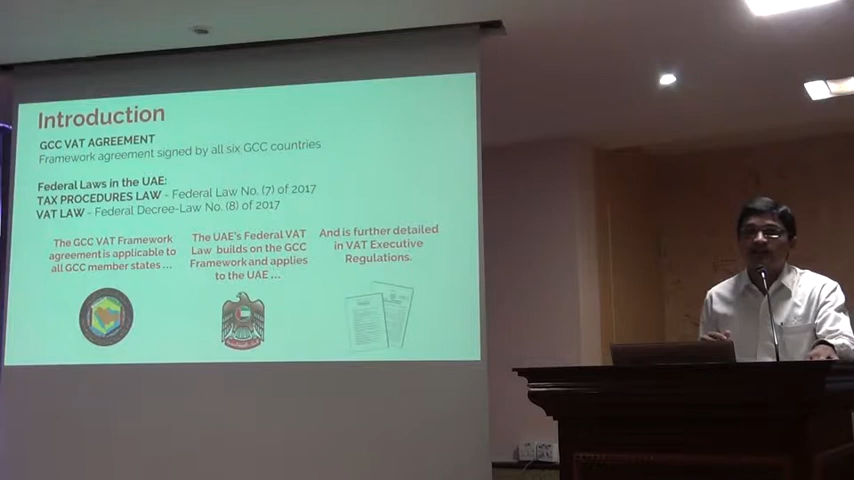 Introduction
GCC VAT AGREEMENT
Framework agreement signed by all six GCC countries
Federal Laws in the UAE:
TAX PROCEDURES LAW - Federal Law No. (7) of 2017
VAT LAW - Federal Decree-Law No. (8) of 2017
The GCC VAT Framework
agreement is applicable to
all GCC member states ...
The UAE's Federal VAT
Law builds on the GCC
Framework and applies
to the UAE ...
And is further detailed
in VAT Executive
Regulations.